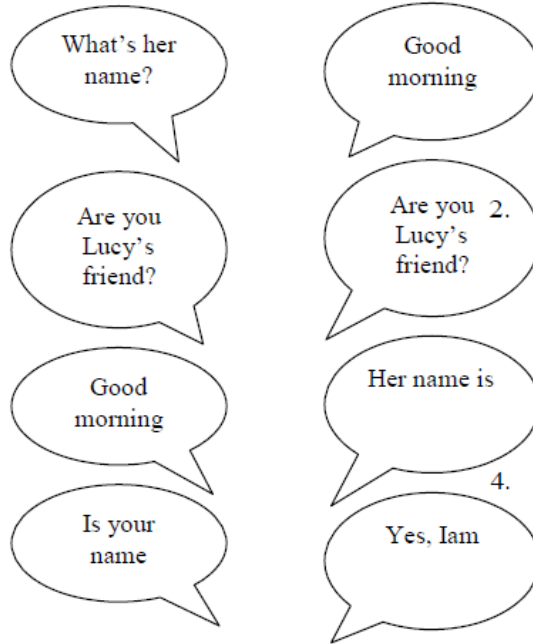 What's her
name?
Good
morning
Are you
Lucy's
friend?
Are you 2.
Lucy's
friend?
Good
morning
Her name is
4.
Is your
name
Yes, Iam